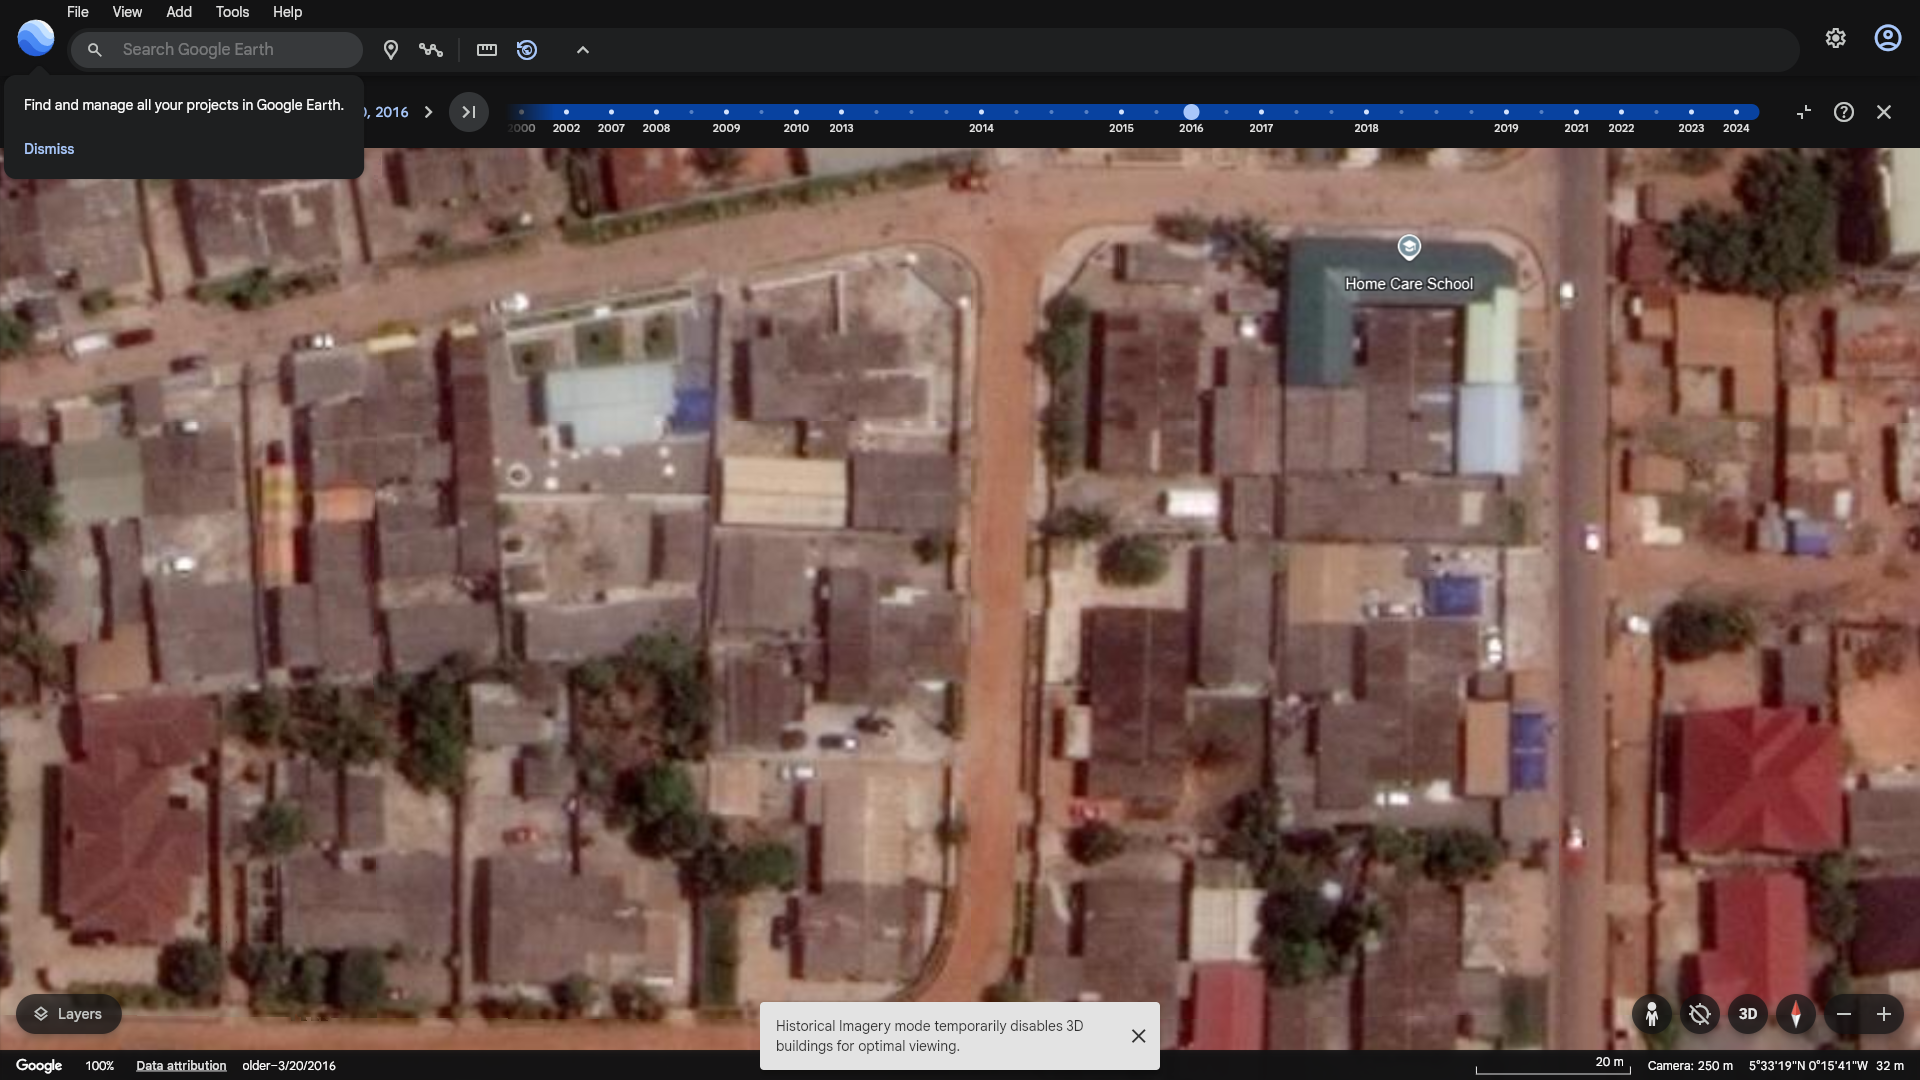 File View Add Tools Help
Search Google Earth
Find and manage all your projects in Google Earth.
Dismiss
, 2016
2000 2002 2007 2008 2009 2010 2013 2014 2015 2016 2017 2018 2019 2021 2022 2023 2024
Home Care School
Layers
Historical Imagery mode temporarily disables 3D
buildings for optimal viewing.
3D
Google 100% Data attribution older–3/20/2016 20 m Camera: 250 m 5°33'19"N 0°15'41"W 32 m